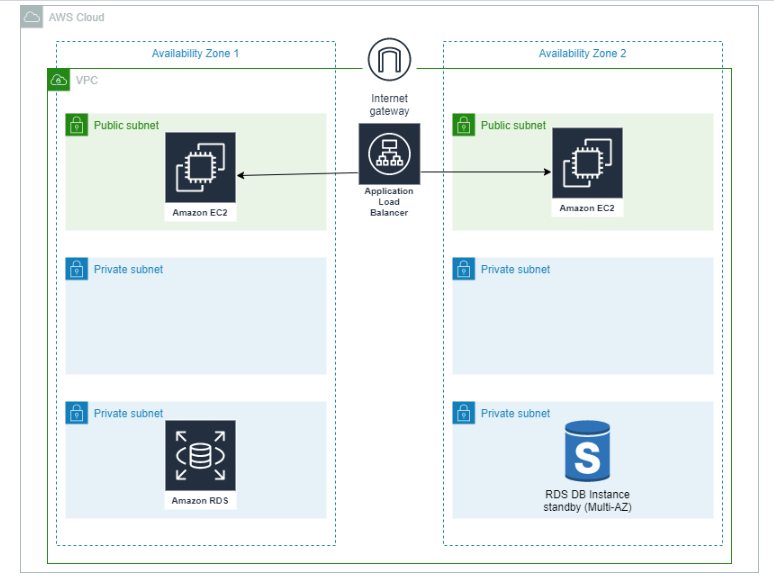 AWS Cloud
Availability Zone 1
Availability Zone 2
VPC
Internet
gateway
Public subnet
Public subnet
Amazon EC2
Application
Load
Balancer
Amazon EC2
Private subnet
Private subnet
Private subnet
Private subnet
Amazon RDS
S
RDS DB Instance
standby (Multi-AZ)